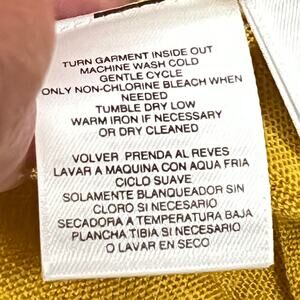 TURN GARMENT INSIDE OUT
MACHINE WASH COLD
GENTLE CYCLE
ONLY NON-CHLORINE BLEACH WHEN
NEEDED
TUMBLE DRY LOW
WARM IRON IF NECESSARY
OR DRY CLEANED
VOLVER PRENDA AL REVES
LAVAR A MAQUINA CON AQUA FRIA
CICLO SUAVE
SOLAMENTE BLANQUEADOR SIN
CLORO SI NECESARIO
SECADORA A TEMPERATURA BAJA
PLANCHA TIBIA SI NECESARIO
O LAVAR EN SECO